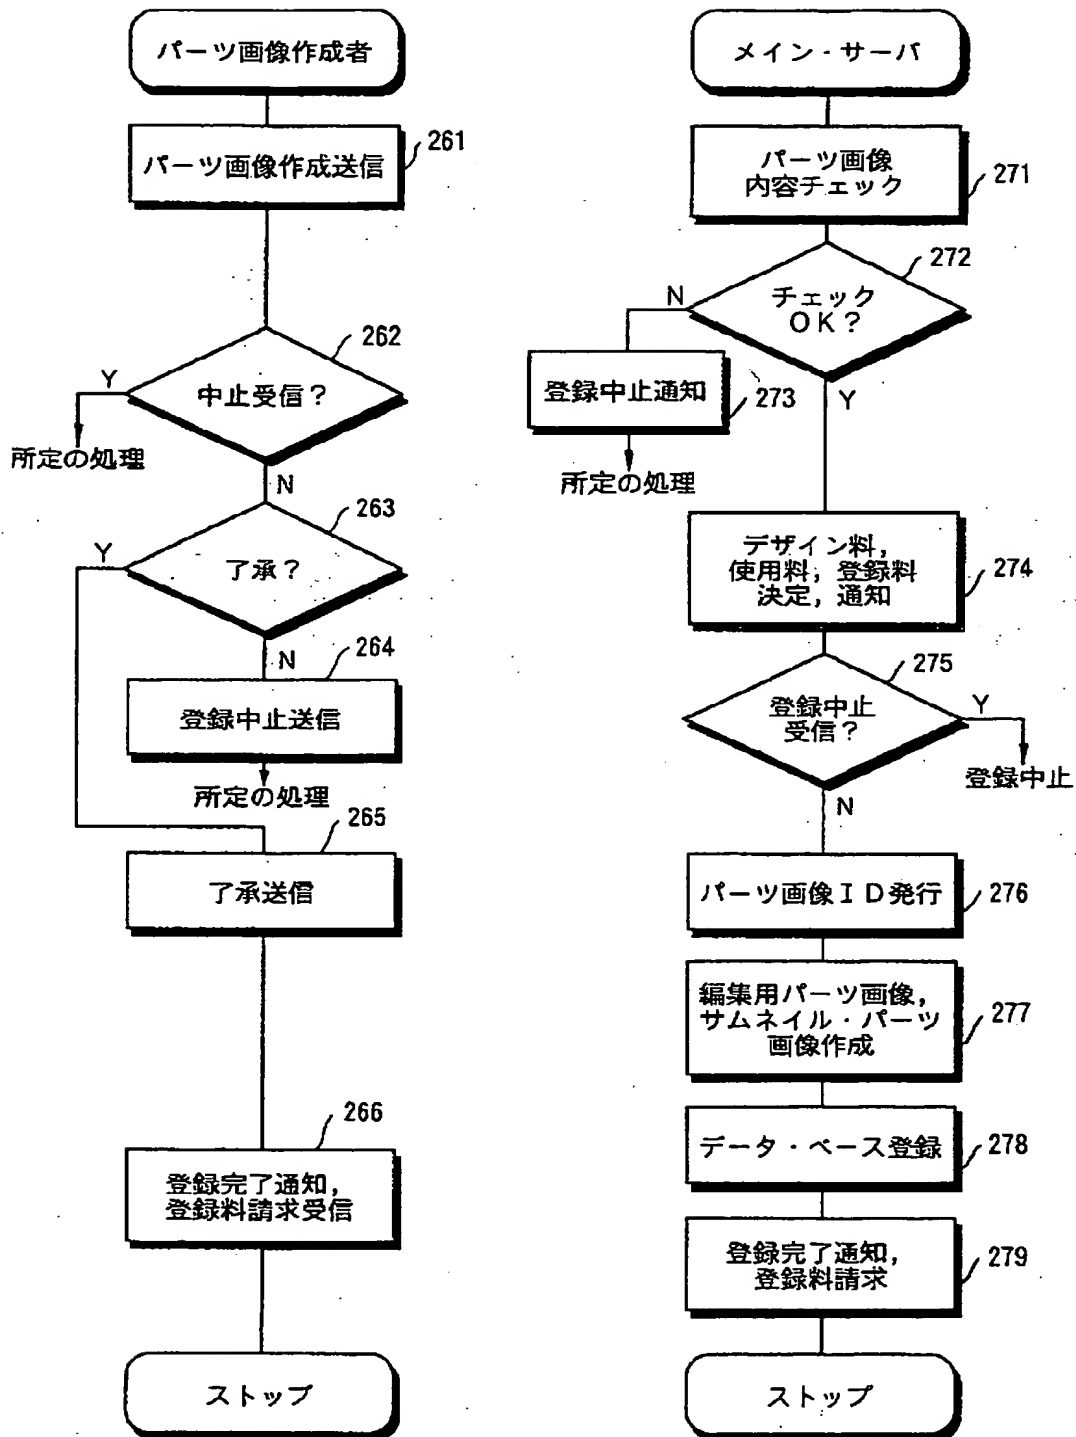 パーツ画像作成者
パーツ画像作成送信
261
262
中止受信?
Y
所定の処理
N
263
了承?
Y
N
264
登録中止送信
所定の処理
265
了承送信
266
登録完了通知,
登録料請求受信
ストップ
メイン・サーバ
パーツ画像
内容チェック
271
272
チェック
OK?
N
登録中止通知
273
所定の処理
Y
デザイン料,
使用料,登録料
決定,通知
274
275
登録中止
受信?
Y
登録中止
N
パーツ画像ID発行
276
編集用パーツ画像,
サムネイル・パーツ
画像作成
277
データ・ベース登録
278
登録完了通知,
登録料請求
279
ストップ